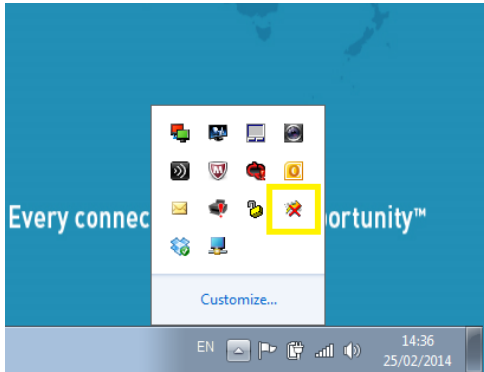 Every connec
ortunity™
Customize...
EN
14:36
25/02/2014